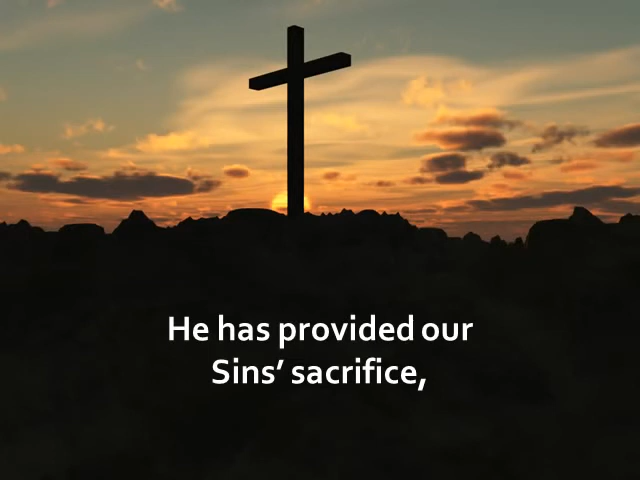 He has provided our
Sins’ sacrifice,